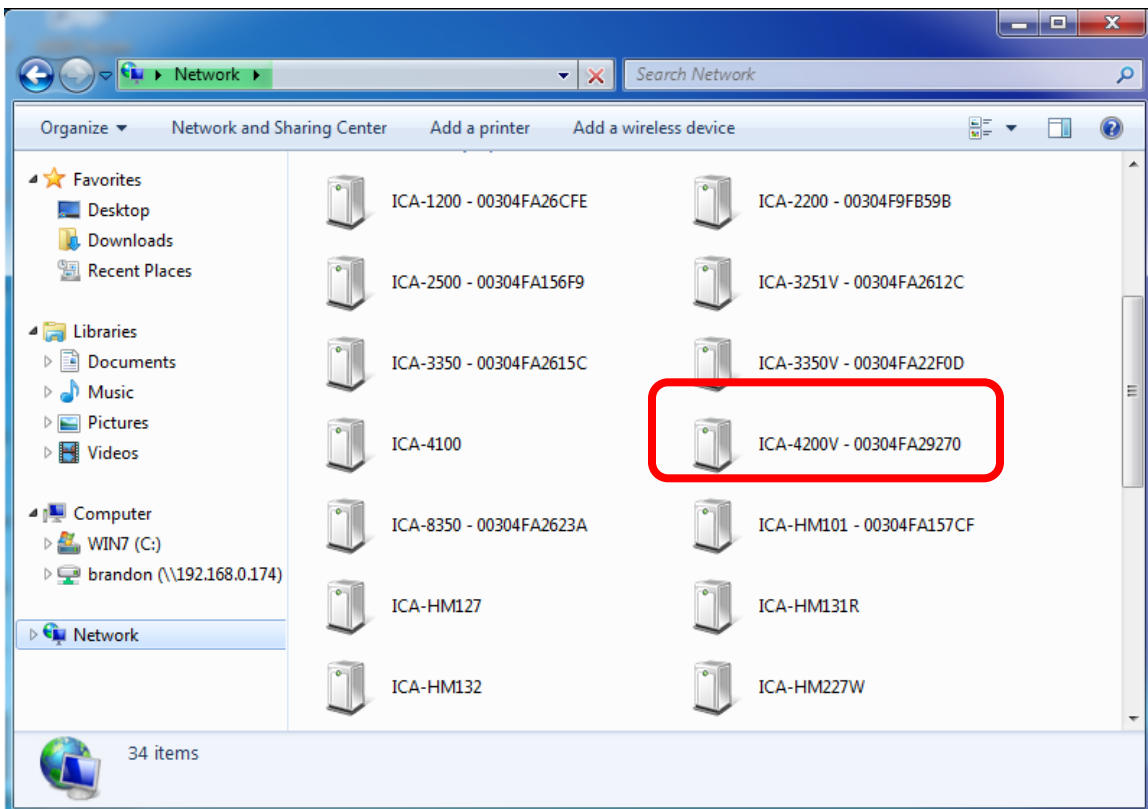 Network
Search Network
Organize Network and Sharing Center Add a printer Add a wireless device
Favorites
Desktop
Downloads
Recent Places
Libraries
Documents
Music
Pictures
Videos
Computer
WIN7 (C:)
brandon (\\192.168.0.174)
Network
ICA-1200 - 00304FA26CFE
ICA-2200 - 00304F9FB59B
ICA-2500 - 00304FA156F9
ICA-3251V - 00304FA2612C
ICA-3350 - 00304FA2615C
ICA-3350V - 00304FA22F0D
ICA-4100
ICA-4200V - 00304FA29270
ICA-8350 - 00304FA2623A
ICA-HM101 - 00304FA157CF
ICA-HM127
ICA-HM131R
ICA-HM132
ICA-HM227W
34 items